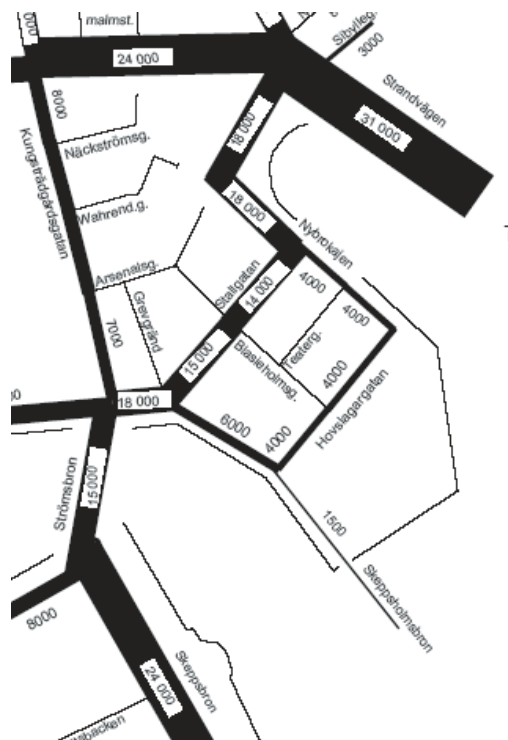 malmst.
24 000
Sibylleg.
3000
Strandvägen
31 000
8000
Kungsträdgårdsgatan
Näckströmsg.
18 000
Wahrend.g.
18 000
Nybrokajen
Arsenalsg.
Stallgatan
14 000
4000
4000
Grevgränd
7000
15 000
Blasieholmsg.
Teaterg.
4000
Hovslagargatan
18 000
6000
4000
Strömsbron
15 000
1500
Skeppsholmsbron
8000
Skeppsbron
24 000